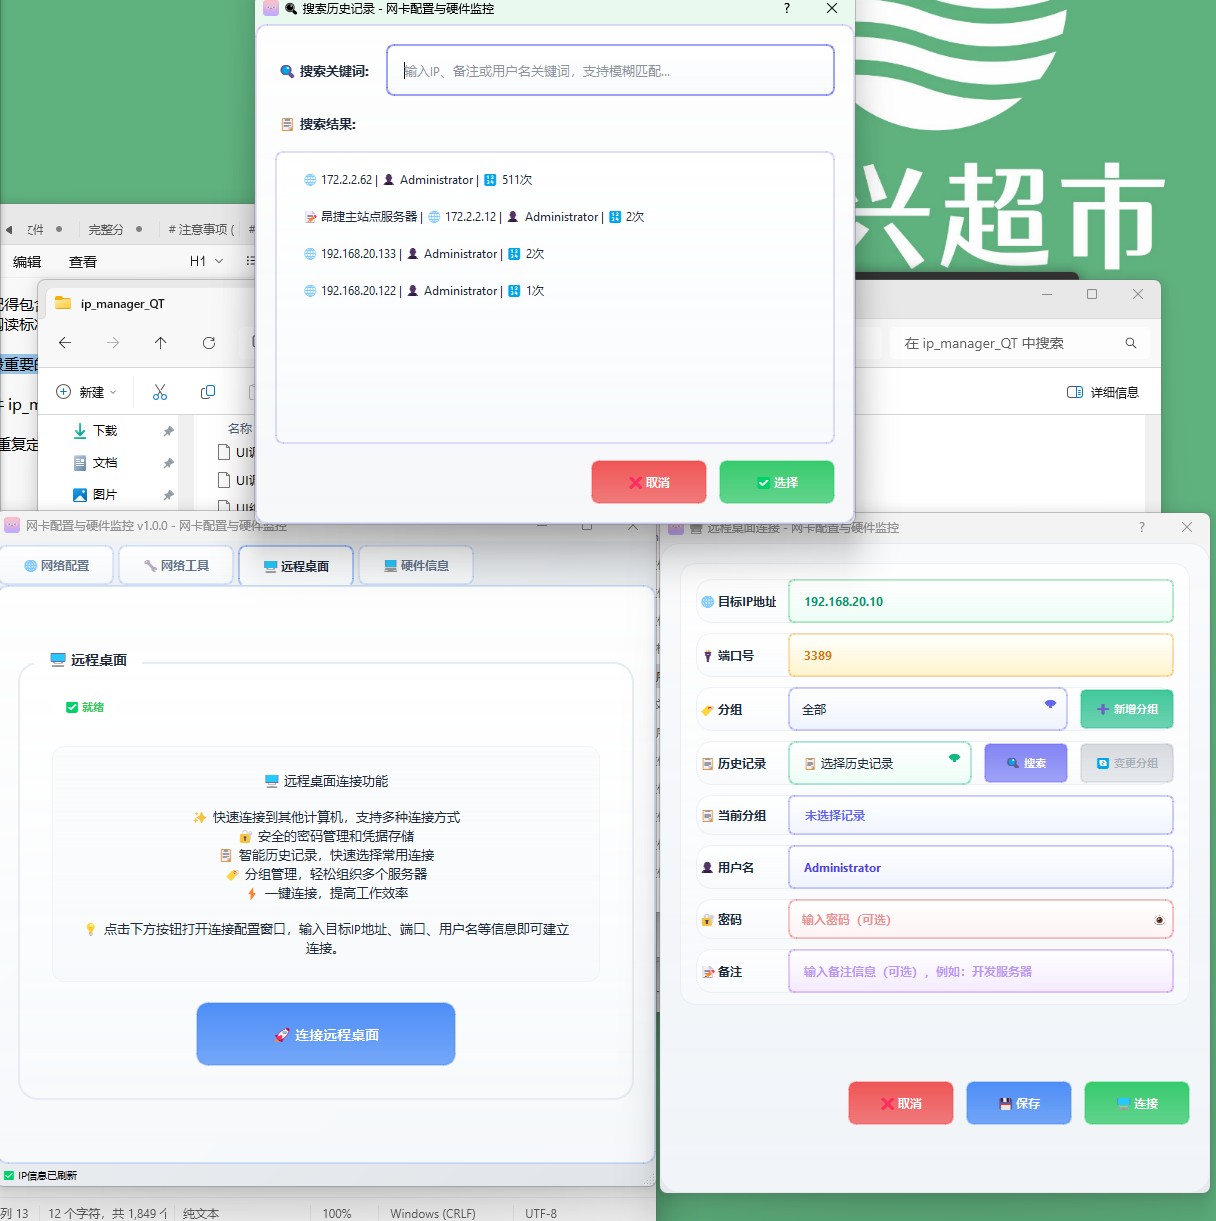 搜索历史记录 - 网卡配置与硬件监控
?
搜索关键词:
输入IP、备注或用户名关键词，支持模糊匹配...
搜索结果:
172.2.2.62 | Administrator | 511次
昂捷主站点服务器 | 172.2.2.12 | Administrator | 2次
192.168.20.133 | Administrator | 2次
192.168.20.122 | Administrator | 1次
取消
选择
兴超市
完整分
# 注意事项 (
#
编辑
查看
H1
ip_manager_QT
在 ip_manager_QT 中搜索
新建
详细信息
下载
文档
图片
名称
重要的
ip_m
重复定
网卡配置与硬件监控 v1.0.0 - 网卡配置与硬件监控
网络配置
网络工具
远程桌面
硬件信息
远程桌面
就绪
远程桌面连接功能
快速连接到其他计算机，支持多种连接方式
安全的密码管理和凭据存储
智能历史记录，快速选择常用连接
分组管理，轻松组织多个服务器
一键连接，提高工作效率
点击下方按钮打开连接配置窗口，输入目标IP地址、端口、用户名等信息即可建立
连接。
连接远程桌面
IP信息已刷新
远程桌面连接 - 网卡配置与硬件监控
?
目标IP地址
192.168.20.10
端口号
3389
分组
全部
新增分组
历史记录
选择历史记录
搜索
变更分组
当前分组
未选择记录
用户名
Administrator
密码
输入密码（可选）
备注
输入备注信息（可选），例如：开发服务器
取消
保存
连接
列 13
12 个字符，共 1,849 个
纯文本
100%
Windows (CRLF)
UTF-8